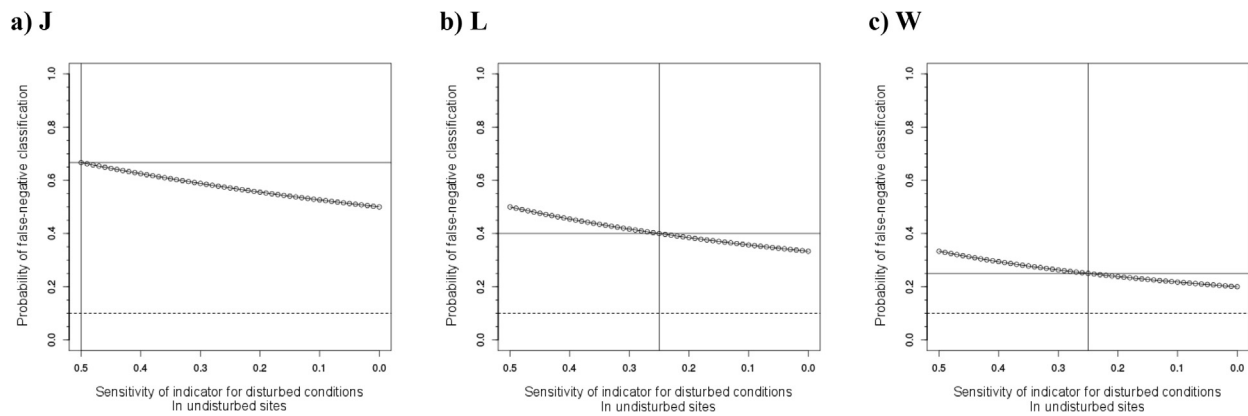 a) J
Probability of false-negative classification
1.0
0.8
0.6
0.4
0.2
0.0
0.5 0.4 0.3 0.2 0.1 0.0
Sensitivity of indicator for disturbed conditions
In undisturbed sites
b) L
Probability of false-negative classification
1.0
0.8
0.6
0.4
0.2
0.0
0.5 0.4 0.3 0.2 0.1 0.0
Sensitivity of indicator for disturbed conditions
In undisturbed sites
c) W
Probability of false-negative classification
1.0
0.8
0.6
0.4
0.2
0.0
0.5 0.4 0.3 0.2 0.1 0.0
Sensitivity of indicator for disturbed conditions
In undisturbed sites